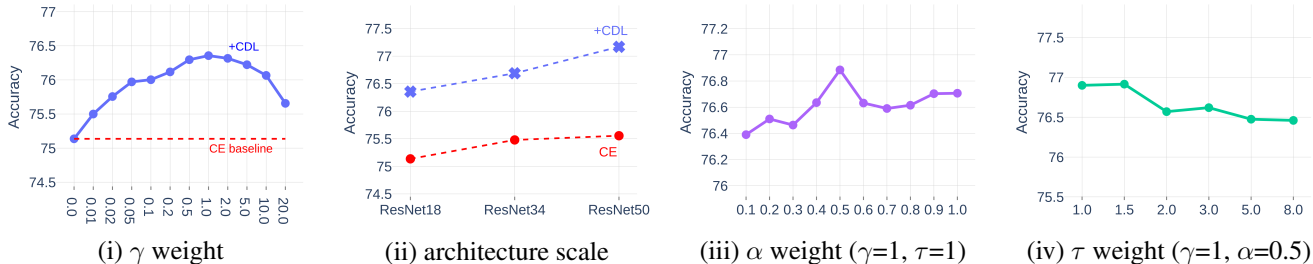 Accuracy
77
76.5
76
75.5
75
74.5
+CDL
CE baseline
0.0
0.01
0.02
0.05
0.1
0.2
0.5
1.0
2.0
5.0
10.0
20.0
(i) γ weight
Accuracy
77.5
77
76.5
76
75.5
75
74.5
+CDL
CE
ResNet18
ResNet34
ResNet50
(ii) architecture scale
Accuracy
77.2
77
76.8
76.6
76.4
76.2
76
0.1 0.2 0.3 0.4 0.5 0.6 0.7 0.8 0.9 1.0
(iii) α weight (γ=1, τ=1)
Accuracy
77.5
77
76.5
76
75.5
1.0 1.5 2.0 3.0 5.0 8.0
(iv) τ weight (γ=1, α=0.5)